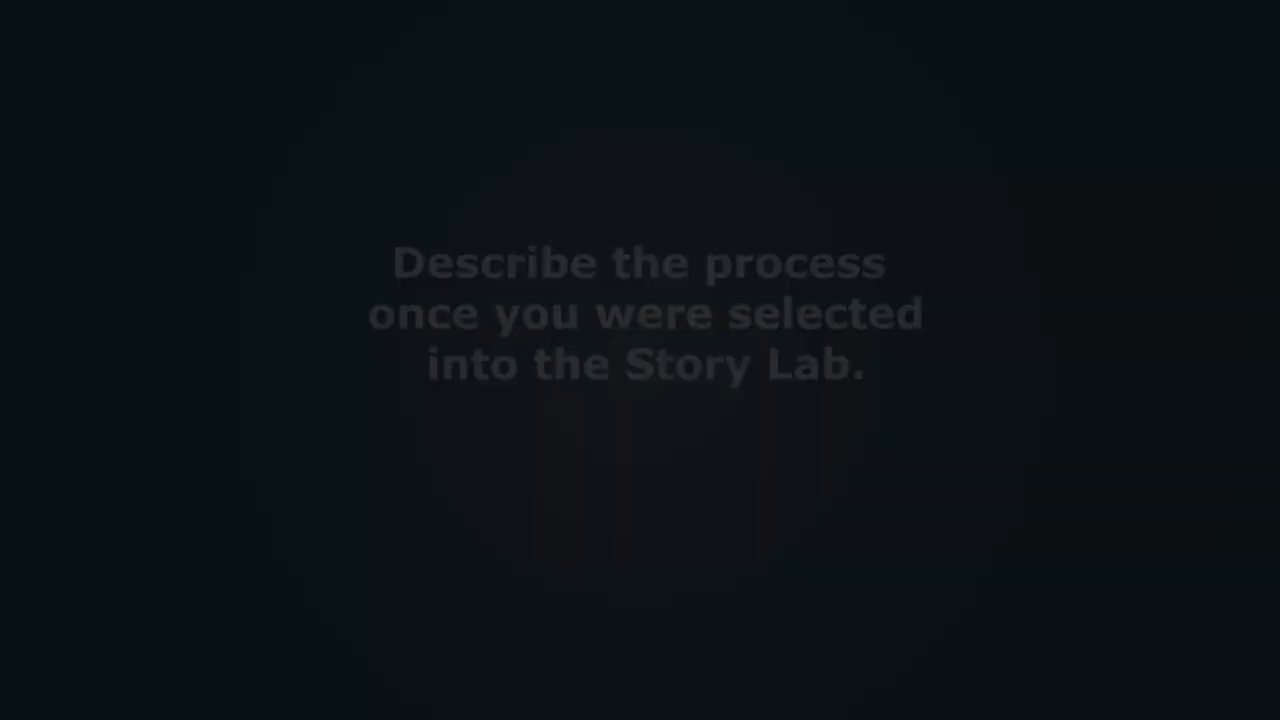 Describe the process
once you were selected
into the Story Lab.